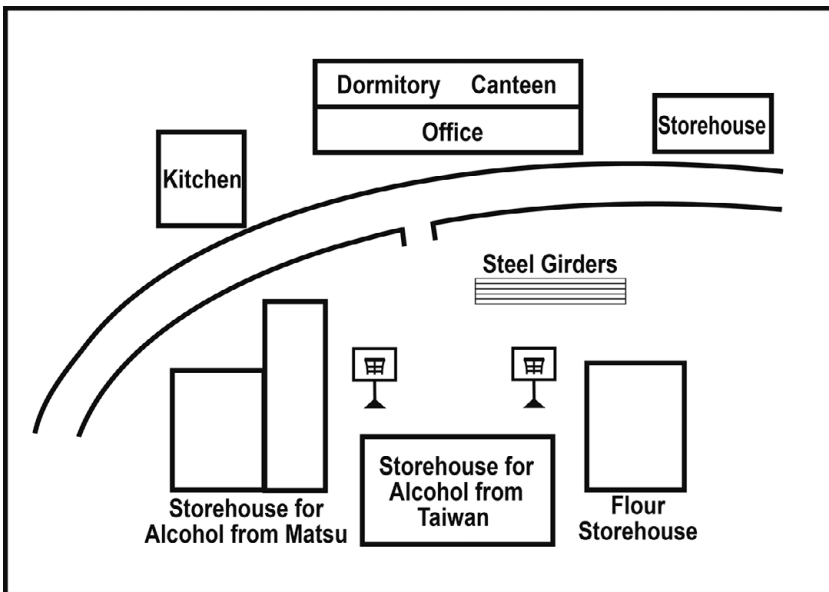 Dormitory Canteen
Office
Storehouse
Kitchen
Steel Girders
Storehouse for
Alcohol from Matsu
Storehouse for
Alcohol from
Taiwan
Flour
Storehouse